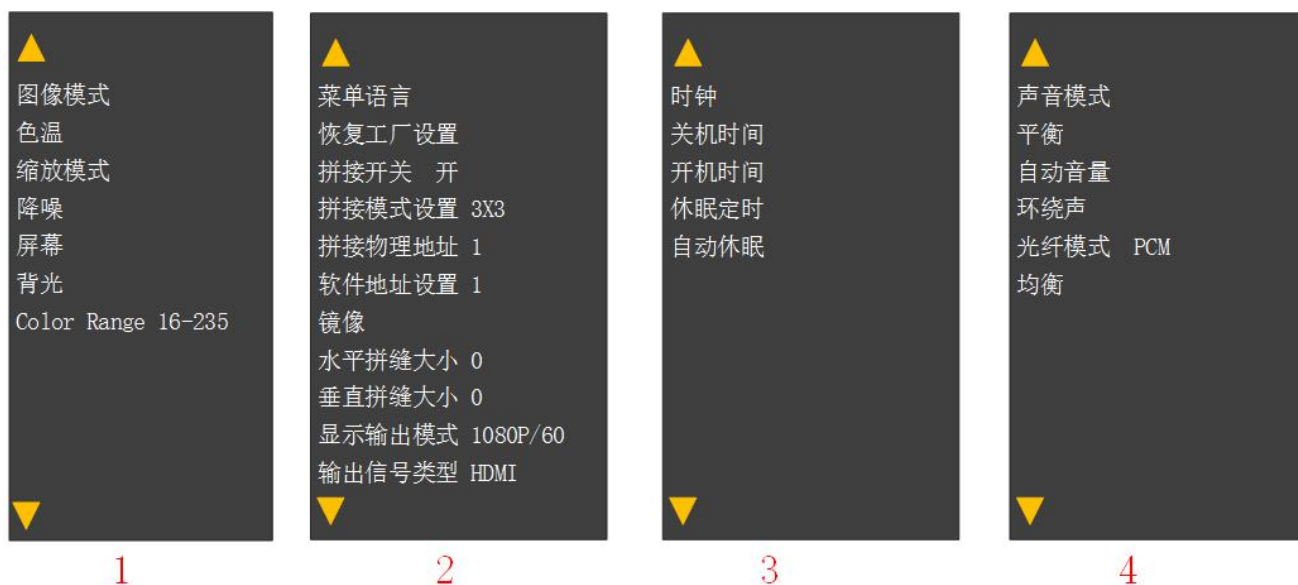 图像模式
色温
缩放模式
降噪
屏幕
背光
Color Range 16-235
1
菜单语言
恢复工厂设置
拼接开关 开
拼接模式设置 3X3
拼接物理地址 1
软件地址设置 1
镜像
水平拼缝大小 0
垂直拼缝大小 0
显示输出模式 1080P/60
输出信号类型 HDMI
2
时钟
关机时间
开机时间
休眠定时
自动休眠
3
声音模式
平衡
自动音量
环绕声
光纤模式 PCM
均衡
4